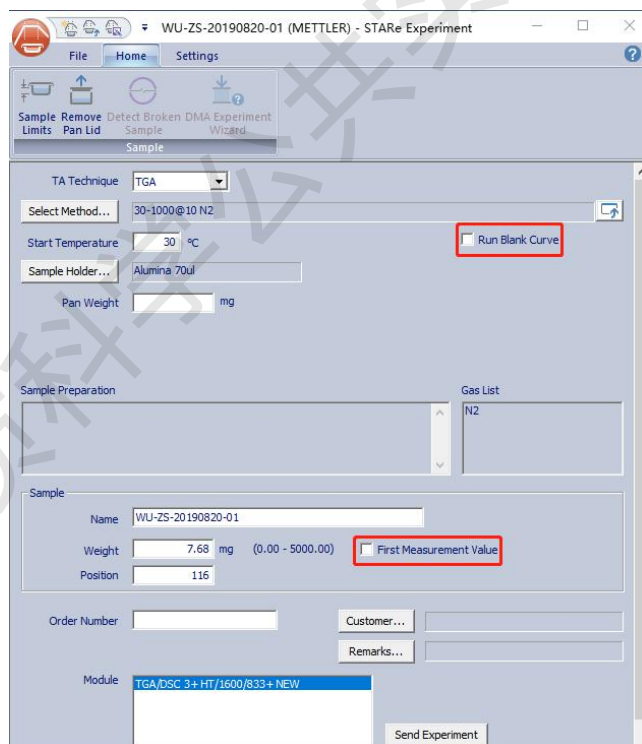 WU-ZS-20190820-01 (METTLER) - STARe Experiment
File Home Settings
Sample Limits Remove Pan Lid Detect Broken Sample DMA Experiment Wizard
Sample
TA Technique TGA
Select Method... 30-1000@10 N2
Start Temperature 30 °C Run Blank Curve
Sample Holder... Alumina 70ul
Pan Weight mg
Sample Preparation Gas List
N2
Sample
Name WU-ZS-20190820-01
Weight 7.68 mg (0.00 - 5000.00) First Measurement Value
Position 116
Order Number Customer...
Remarks...
Module TGA/DSC 3+ HT/1600/833+ NEW
Send Experiment